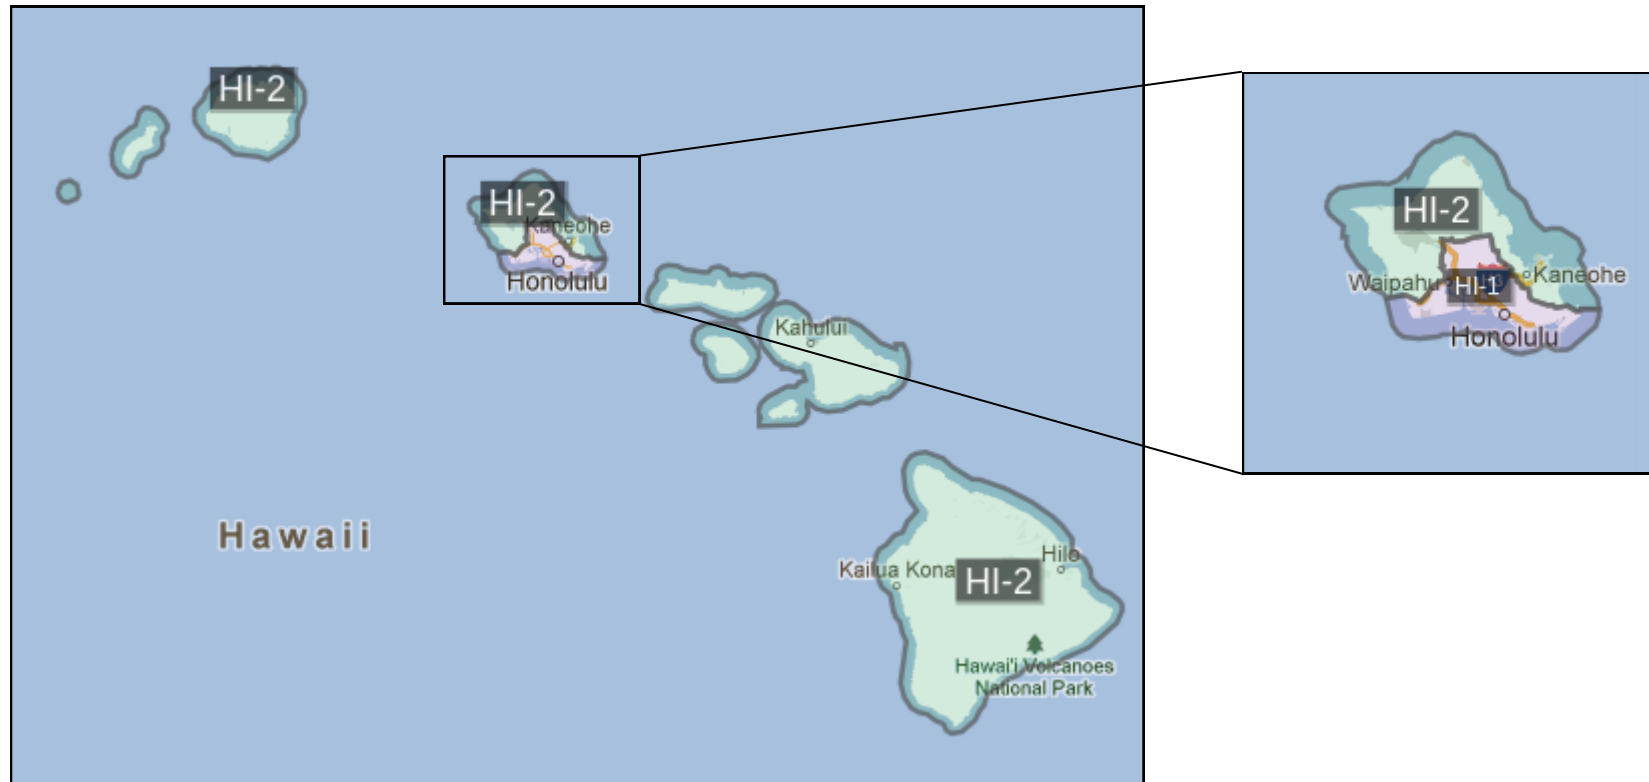 HI-2
HI-2
Kaneohe
Honolulu
Kahului
Hawaii
Hilo
Kailua Kona
HI-2
Hawai'i Volcanoes
National Park
HI-2
Waipahu
HI-1
Kaneohe
Honolulu